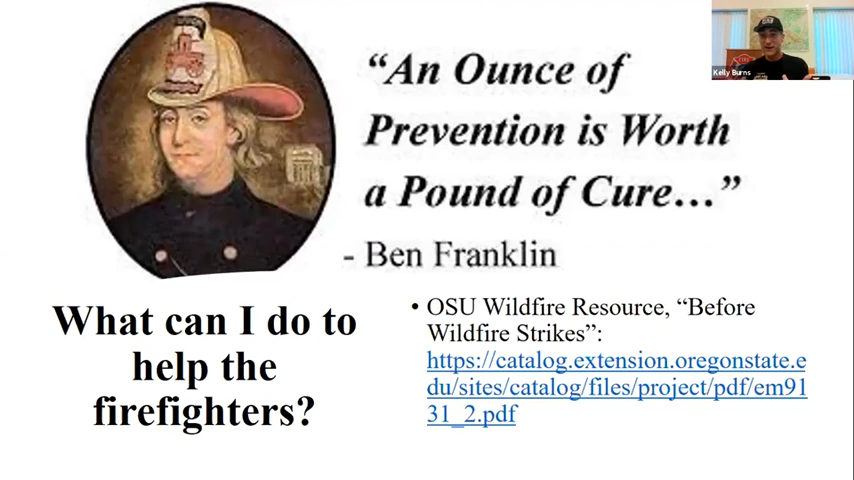 “An Ounce of
Prevention is Worth
a Pound of Cure…”
- Ben Franklin
Kelly Burns
What can I do to
help the
firefighters?
• OSU Wildfire Resource, “Before
Wildfire Strikes”:
https://catalog.extension.oregonstate.e
du/sites/catalog/files/project/pdf/em91
31_2.pdf